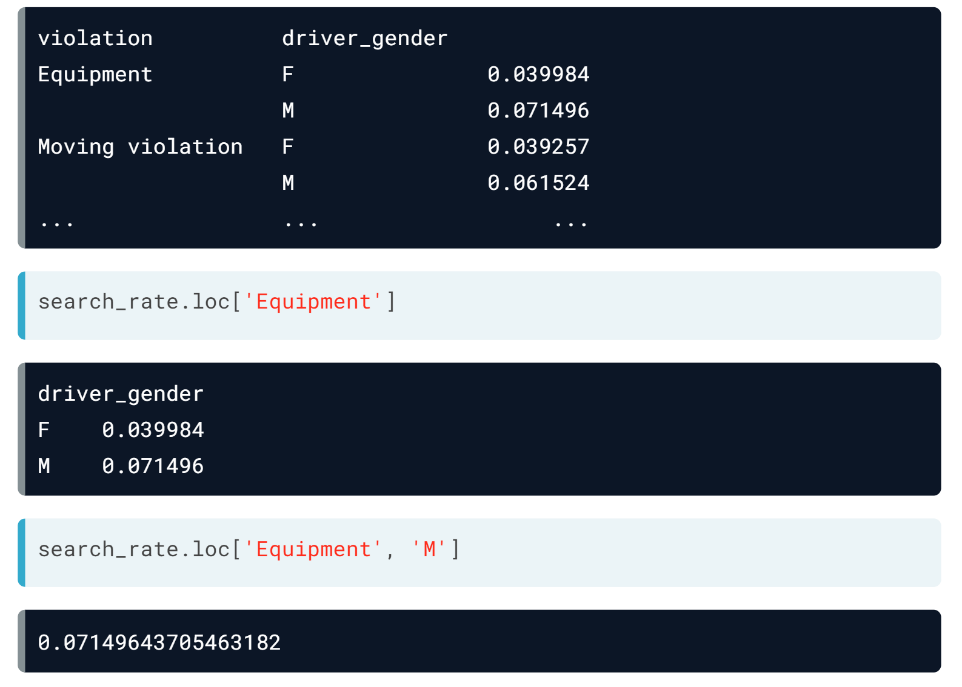 violation          driver_gender
Equipment          F               0.039984
                   M               0.071496
Moving violation   F               0.039257
                   M               0.061524
...                ...                  ...
search_rate.loc['Equipment']
driver_gender
F    0.039984
M    0.071496
search_rate.loc['Equipment', 'M']
0.07149643705463182